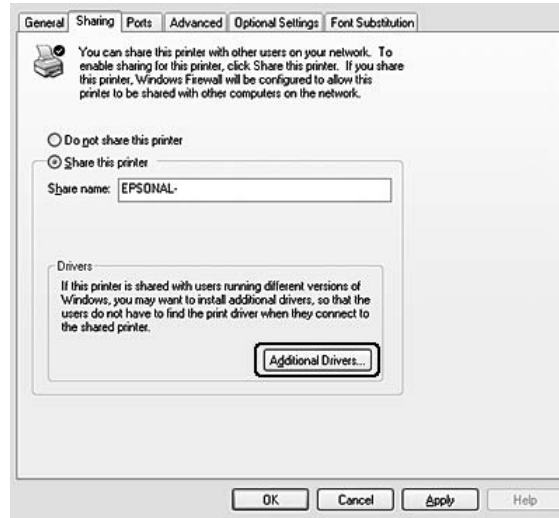 General Sharing Ports Advanced Optional Settings Font Substitution
You can share this printer with other users on your network. To
enable sharing for this printer, click Share this printer. If you share
this printer, Windows Firewall will be configured to allow this
printer to be shared with other computers on the network.
Do not share this printer
Share this printer
Share name: EPSONAL-
Drivers
If this printer is shared with users running different versions of
Windows, you may want to install additional drivers, so that the
users do not have to find the print driver when they connect to
the shared printer.
Additional Drivers...
OK Cancel Apply Help